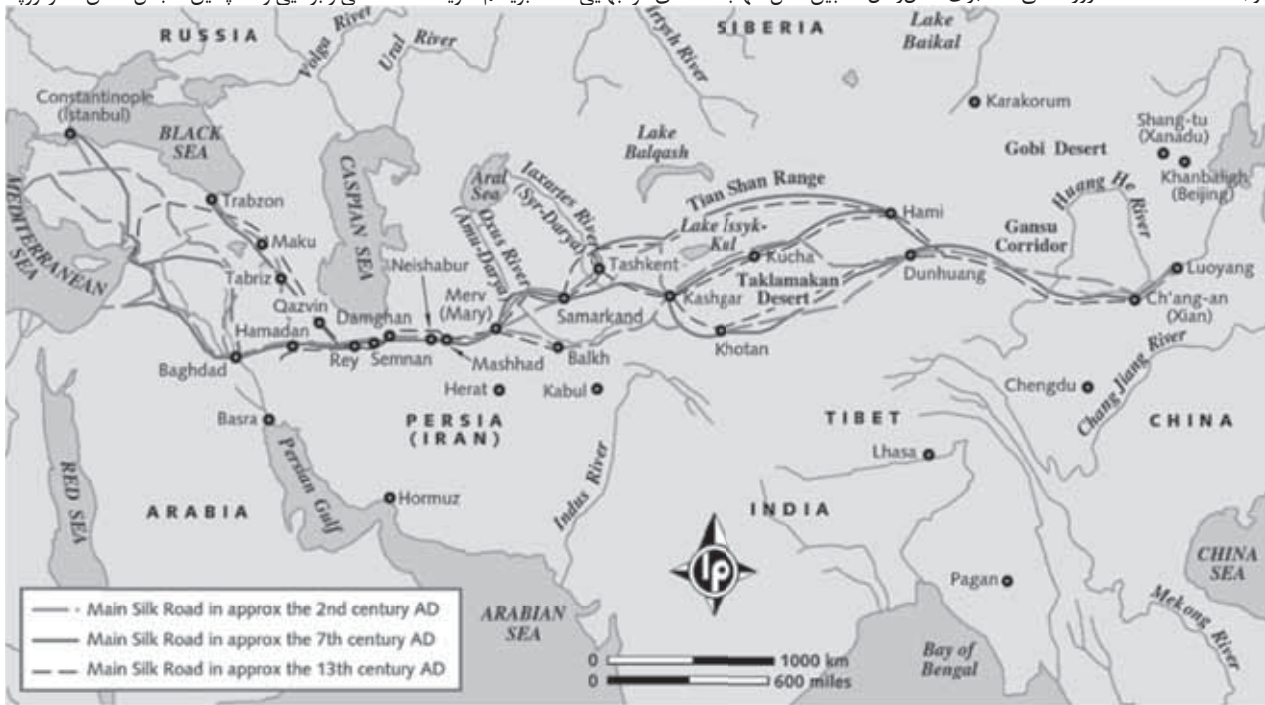 RUSSIA
Volga River
Ural River
Irtysh River
SIBERIA
Lake
Baikal
Constantinople
(Istanbul)
BLACK
SEA
CASPIAN SEA
Aral
Sea
Lake
Balqash
Karakorum
Gobi Desert
Shang-tu
(Xanadu)
Khanbaligh
(Beijing)
MEDITERRANEAN
SEA
Trabzon
Maku
Tabriz
Qazvin
Hamadan
Damghan
Neishabur
Merv
(Mary)
Oxus River
(Amu-Darya)
Iaxartes River
(Syr-Darya)
Tian Shan Range
Lake Issyk-
Kul
Tashkent
Kucha
Hami
Huang He
River
Gansu
Corridor
Taklamakan
Desert
Kashgar
Dunhuang
Luoyang
Samarkand
Khotan
Ch'ang-an
(Xian)
Baghdad
Rey
Semnan
Mashhad
Balkh
Herat
Kabul
Chengdu
Chang Jiang River
Basra
PERSIA
(IRAN)
TIBET
CHINA
Lhasa
RED SEA
ARABIA
Persian Gulf
Hormuz
Indus River
INDIA
lp
Pagan
CHINA
SEA
Mekong River
ARABIAN
SEA
Bay of
Bengal
Main Silk Road in approx the 2nd century AD
Main Silk Road in approx the 7th century AD
Main Silk Road in approx the 13th century AD
0 1000 km
0 600 miles